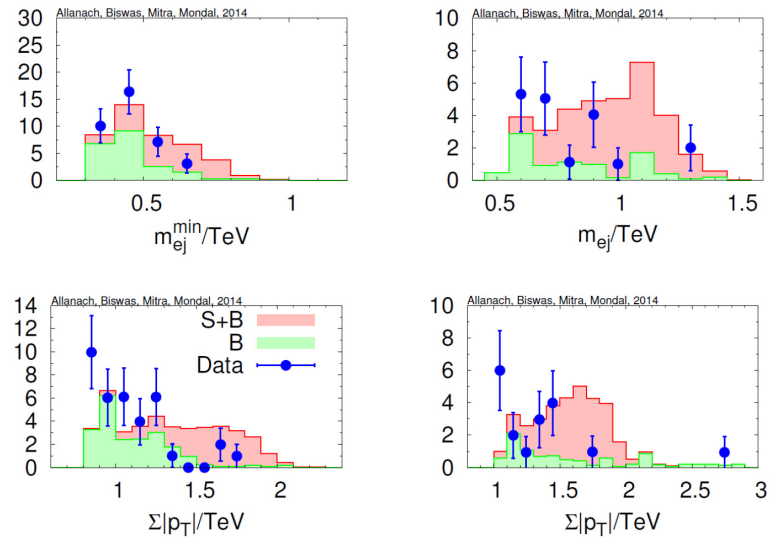 Allanach, Biswas, Mitra, Mondal, 2014
30
25
20
15
10
5
0
0.5 1
m_ej^min/TeV
Allanach, Biswas, Mitra, Mondal, 2014
10
8
6
4
2
0
0.5 1 1.5
m_ej/TeV
Allanach, Biswas, Mitra, Mondal, 2014
14
12
10
8
6
4
2
0
S+B
B
Data
1 1.5 2
Σ|p_T|/TeV
Allanach, Biswas, Mitra, Mondal, 2014
10
8
6
4
2
0
0.5 1 1.5 2 2.5 3
Σ|p_T|/TeV